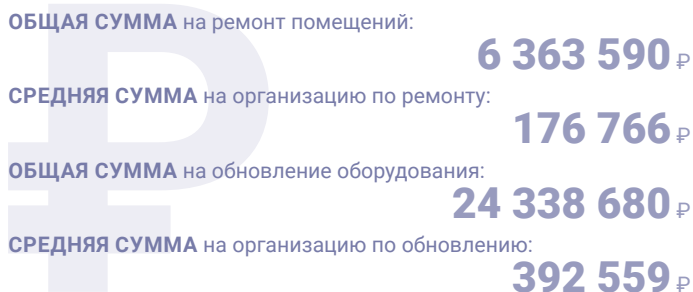 ОБЩАЯ СУММА на ремонт помещений:
6 363 590 ₽
СРЕДНЯЯ СУММА на организацию по ремонту:
176 766 ₽
ОБЩАЯ СУММА на обновление оборудования:
24 338 680 ₽
СРЕДНЯЯ СУММА на организацию по обновлению:
392 559 ₽